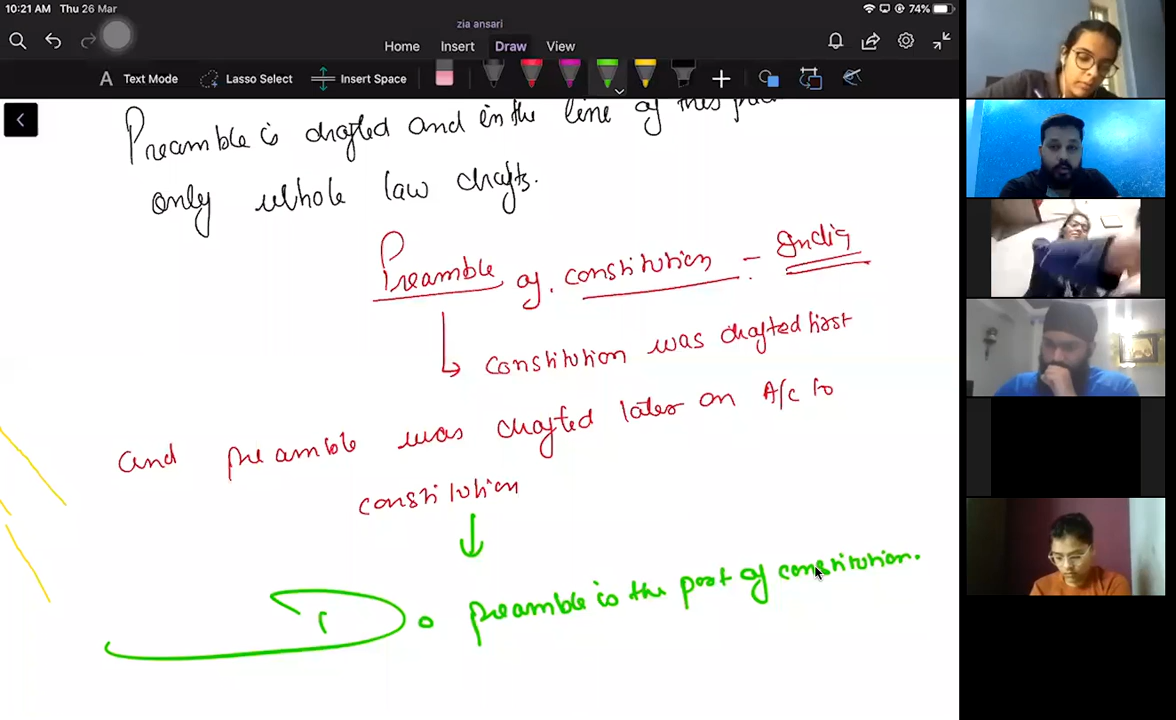 10:21 AM Thu 26 Mar
74%
zia ansari
Home Insert Draw View
A Text Mode Lasso Select Insert Space
Preamble is drafted and in the line of this
only whole law drafts.
Preamble of constitution - India
constitution was drafted first
and preamble was drafted later on A/c to
constitution
preamble is the part of constitution.